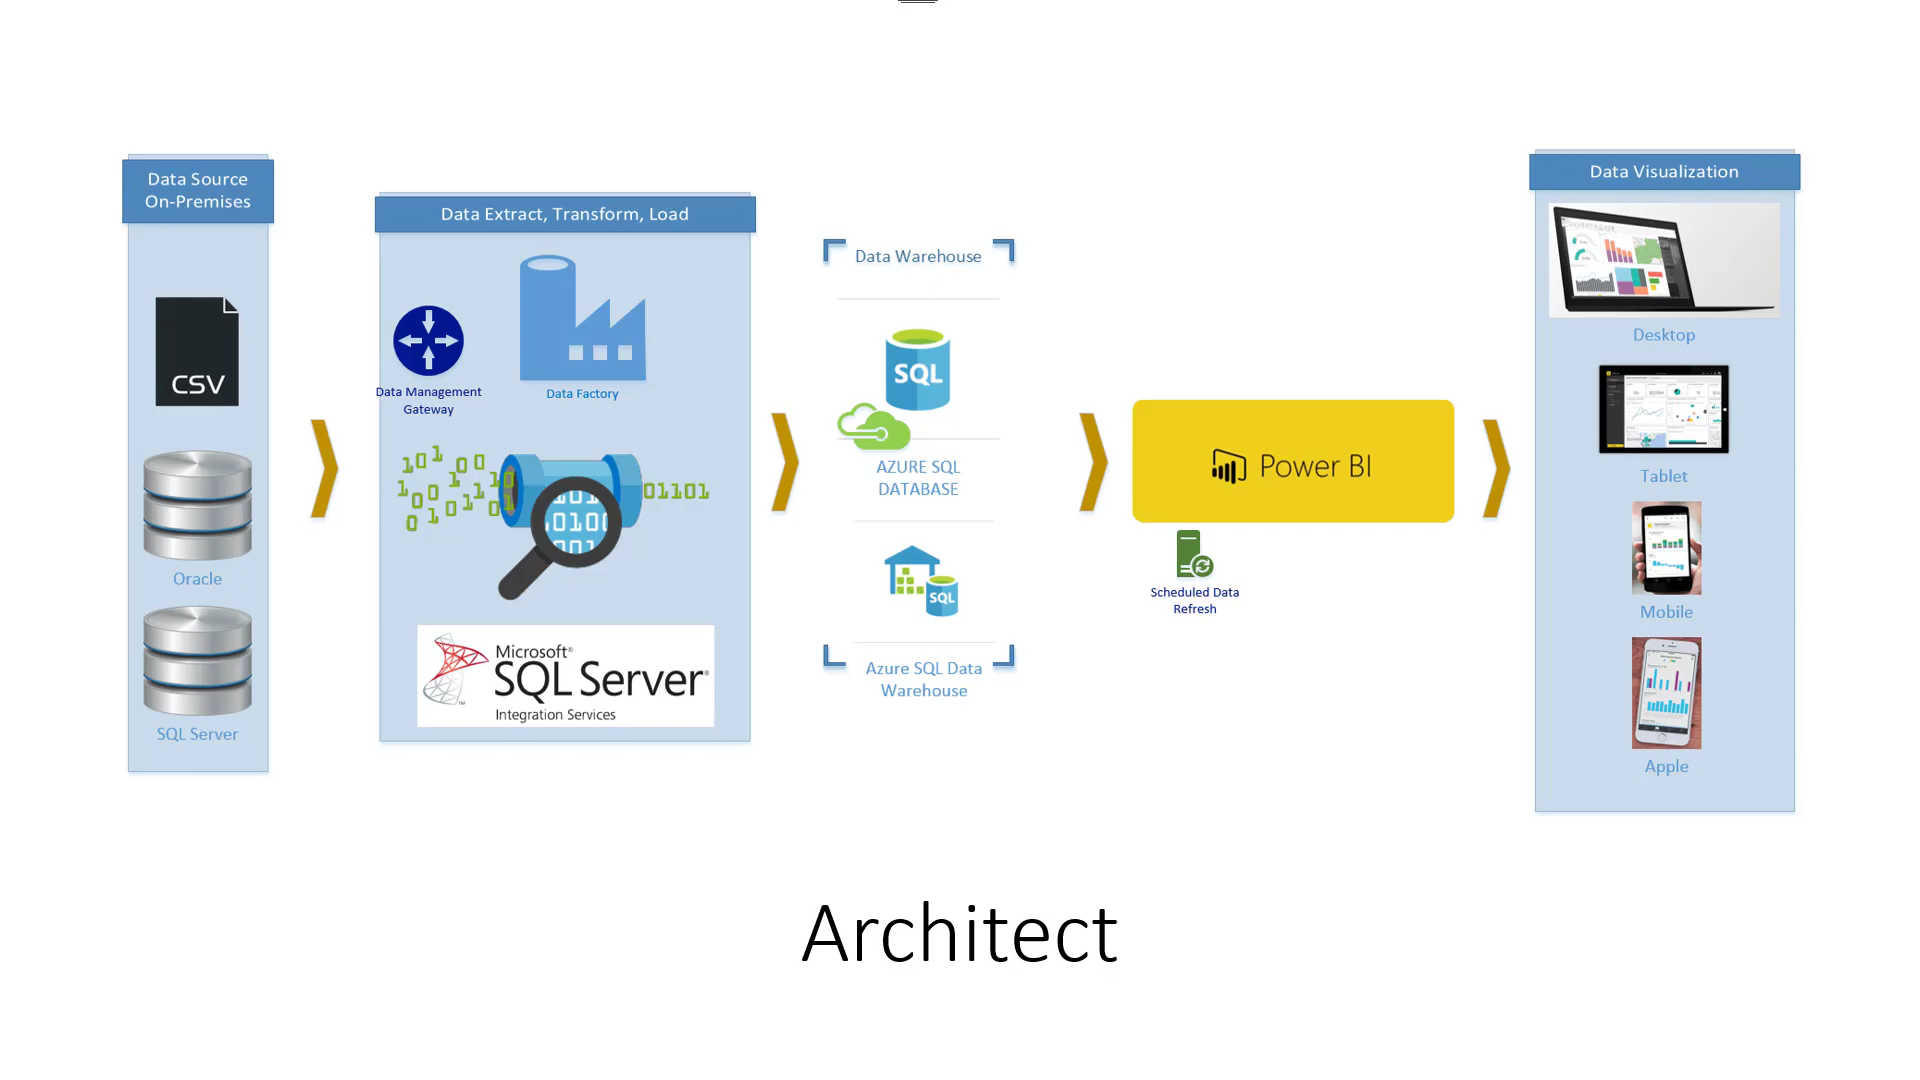 Data Source
On-Premises
CSV
Oracle
SQL Server
Data Extract, Transform, Load
Data Management
Gateway
Data Factory
01101
Microsoft®
SQL Server®
Integration Services
Data Warehouse
SQL
AZURE SQL
DATABASE
SQL
Azure SQL Data
Warehouse
Power BI
Scheduled Data
Refresh
Data Visualization
Desktop
Tablet
Mobile
Apple
Architect